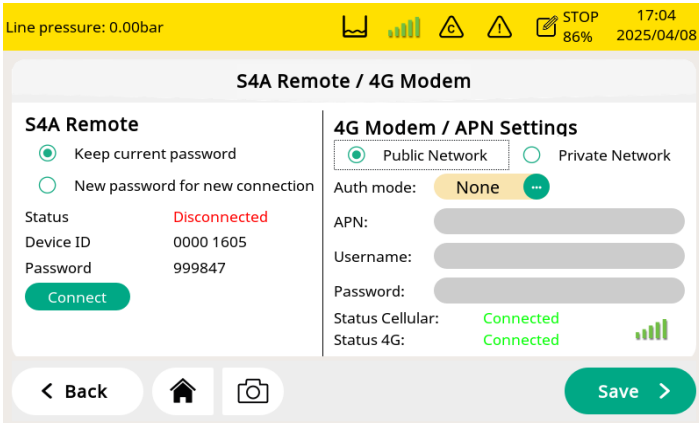 Line pressure: 0.00bar
C
!
STOP
86%
17:04
2025/04/08
S4A Remote / 4G Modem
S4A Remote
Keep current password
New password for new connection
Status Disconnected
Device ID 0000 1605
Password 999847
Connect
4G Modem / APN Settings
Public Network Private Network
Auth mode: None ...
APN:
Username:
Password:
Status Cellular: Connected
Status 4G: Connected
Back
Save